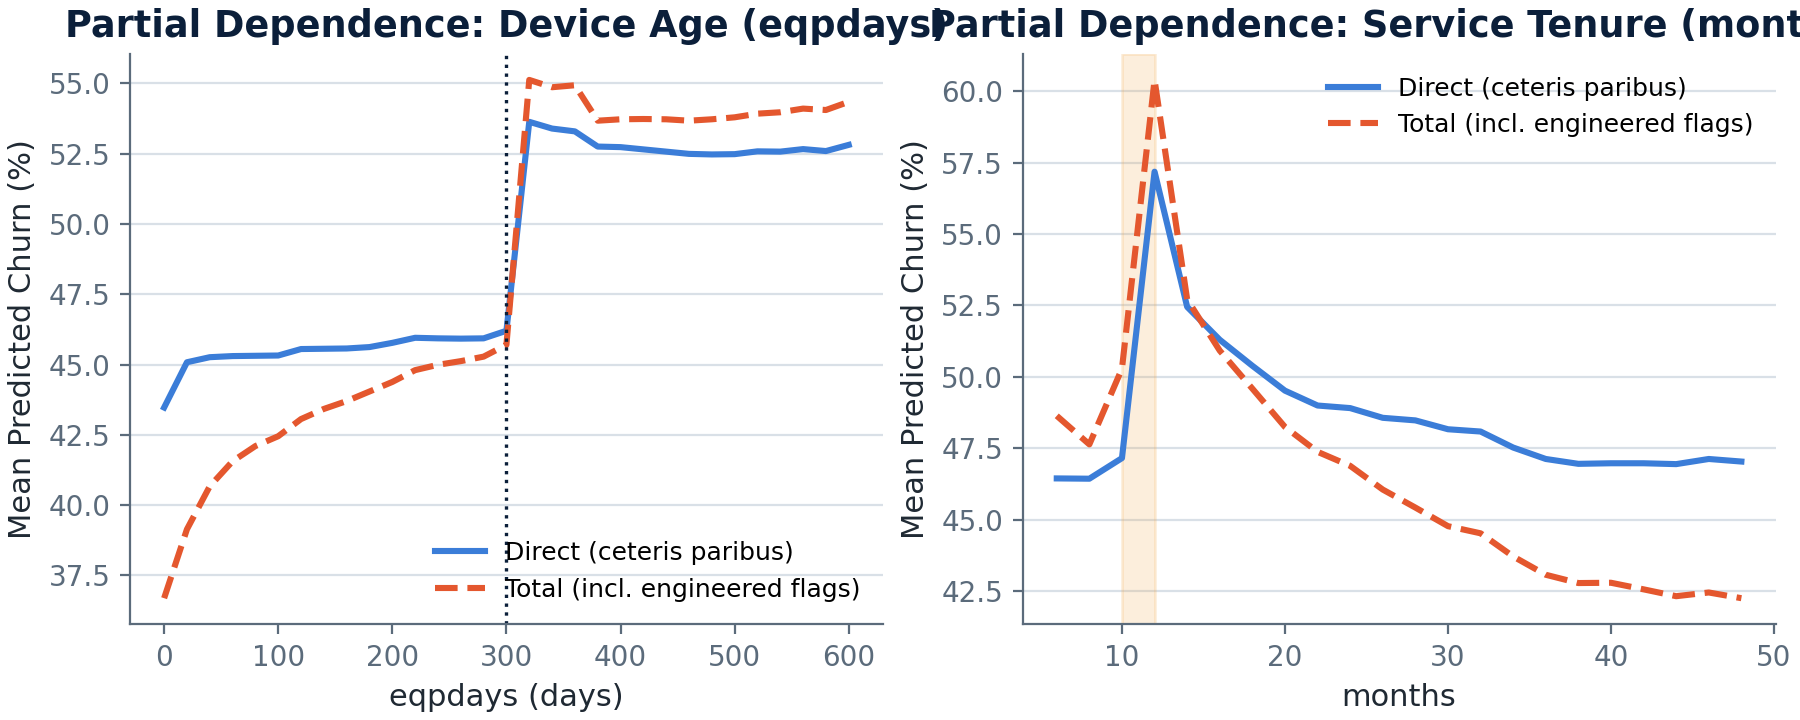 Partial Dependence: Device Age (eqpdays)
Mean Predicted Churn (%)
55.0
52.5
50.0
47.5
45.0
42.5
40.0
37.5
Direct (ceteris paribus)
Total (incl. engineered flags)
0 100 200 300 400 500 600
eqpdays (days)
Partial Dependence: Service Tenure (mont
Mean Predicted Churn (%)
60.0
57.5
55.0
52.5
50.0
47.5
45.0
42.5
Direct (ceteris paribus)
Total (incl. engineered flags)
10 20 30 40 50
months